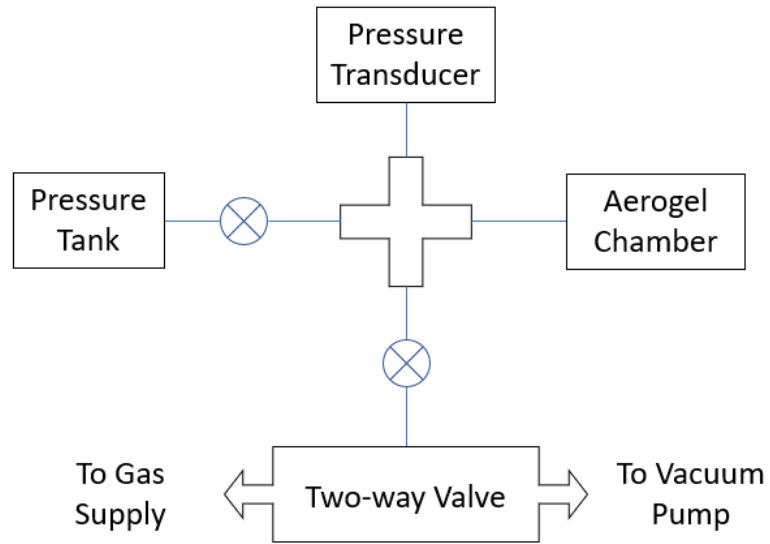 Pressure
Transducer
Pressure
Tank
Aerogel
Chamber
To Gas
Supply
Two-way Valve
To Vacuum
Pump